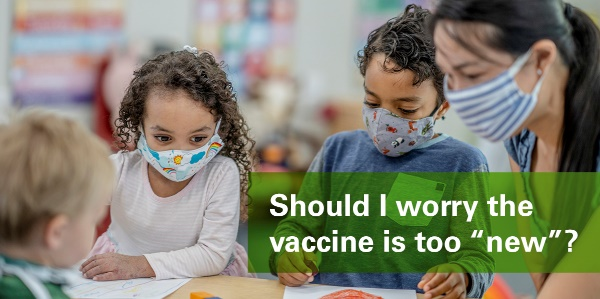 Should I worry the
vaccine is too “new”?